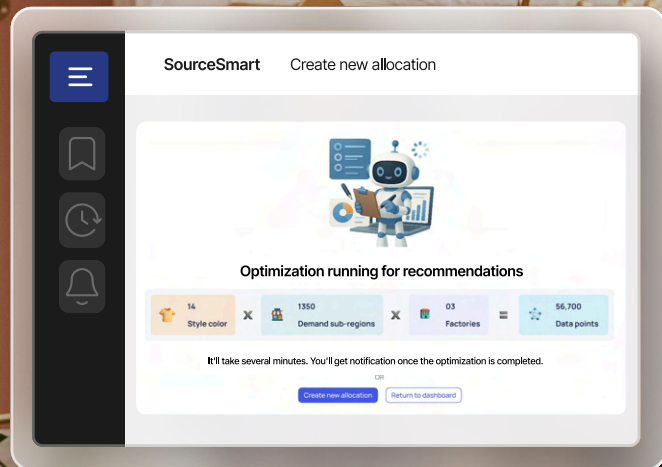 SourceSmart Create new allocation
Optimization running for recommendations
14 X 1350 X 03 = 56,700
Style color Demand sub-regions Factories Data points
It'll take several minutes. You'll get notification once the optimization is completed.
OR
Create new allocation Return to dashboard